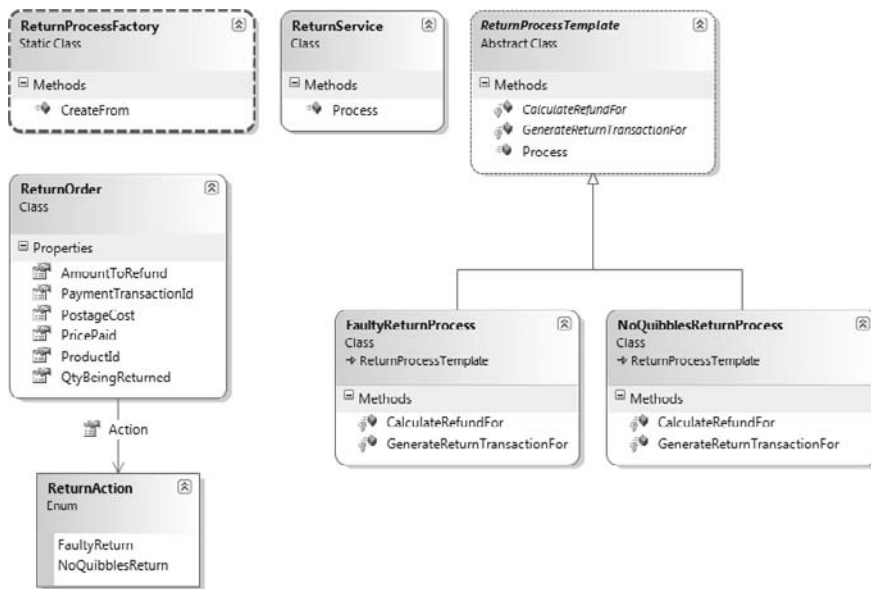 ReturnProcessFactory
Static Class
Methods
CreateFrom
ReturnService
Class
Methods
Process
ReturnProcessTemplate
Abstract Class
Methods
CalculateRefundFor
GenerateReturnTransactionFor
Process
ReturnOrder
Class
Properties
AmountToRefund
PaymentTransactionId
PostageCost
PricePaid
ProductId
QtyBeingReturned
Action
ReturnAction
Enum
FaultyReturn
NoQuibblesReturn
FaultyReturnProcess
Class
ReturnProcessTemplate
Methods
CalculateRefundFor
GenerateReturnTransactionFor
NoQuibblesReturnProcess
Class
ReturnProcessTemplate
Methods
CalculateRefundFor
GenerateReturnTransactionFor